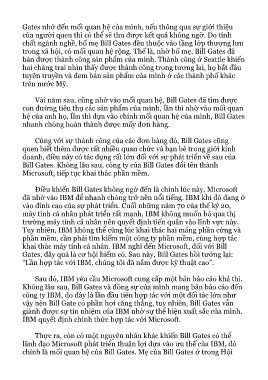 Gates nhớ đến mối quan hệ của mình, nếu thông qua sự giới thiệu
của người quen thì có thể sẽ thu được kết quả không ngờ. Do tính
chất ngành nghề, bố mẹ Bill Gates đều thuộc vào tầng lớp thượng lưu
trong xã hội, có mối quan hệ rộng. Thế là, nhờ bố mẹ, Bill Gates đã
bán được thành công sản phẩm của mình. Thành công ở Seattle khiến
hai chàng trai nhìn thấy được thành công trong tương lai, họ bắt đầu
tuyên truyền và đem bán sản phẩm của mình ở các thành phố khác
trên nước Mỹ.
Vài năm sau, cũng nhờ vào mối quan hệ, Bill Gates đã tìm được
con đường tiêu thụ các sản phẩm của mình, lần thì nhờ vào mối quan
hệ của anh họ, lần thì dựa vào chính mối quan hệ của mình, Bill Gates
nhanh chóng hoàn thành được mấy đơn hàng.
Cùng với sự thành công của các đơn hàng đó, Bill Gates cũng
quen biết thêm được rất nhiều quan chức và bạn bè trong giới kinh
doanh, điều này có tác dụng rất lớn đối với sự phát triển về sau của
Bill Gates. Không lâu sau, công ty của Bill Gates đổi tên thành
Microsoft, tiếp tục khai thác phần mềm.
Điều khiến Bill Gates không ngờ đến là chính lúc này, Microsoft
đã nhờ vào IBM để nhanh chóng trở nên nổi tiếng. IBM khi đó đang ở
vào đỉnh cao của sự phát triển. Cuối những năm 70 của thế kỷ 20,
máy tính cá nhân phát triển rất mạnh, IBM không muốn bỏ qua thị
trường máy tính cá nhân nên quyết định tiến quân vào lĩnh vực này.
Tuy nhiên, IBM không thể cùng lúc khai thác hai mảng phần cứng và
phần mềm, cần phải tìm kiếm một công ty phần mềm, cùng hợp tác
khai thác máy tính cá nhân. IBM nghĩ đến Microsoft, đối với Bill
Gates, đây quả là cơ hội hiếm có. Sau này, Bill Gates hồi tưởng lại:
"Lần hợp tác với IBM, chúng tôi đã nắm được kỹ thuật cao".
Sau đó, IBM yêu cầu Microsoft cung cấp một bản báo cáo khả thi.
Không lâu sau, Bill Gates và đồng sự của mình mang bản báo cáo đến
công ty IBM, do đây là lần đầu tiên hợp tác với một đối tác lớn như
vậy nên Bill Gate có phần hơi căng thẳng, tuy nhiên, Bill Gates vẫn
giành được sự tín nhiệm của IBM nhờ sự thể hiện xuất sắc của mình.
IBM quyết định chính thức hợp tác với Microsoft.
Thực ra, còn có một nguyên nhân khác khiến Bill Gates có thể
lãnh đạo Microsoft phát triển thuận lợi dựa vào ưu thế của IBM, đó
chính là mối quan hệ của Bill Gates. Mẹ của Bill Gates ở trong Hội